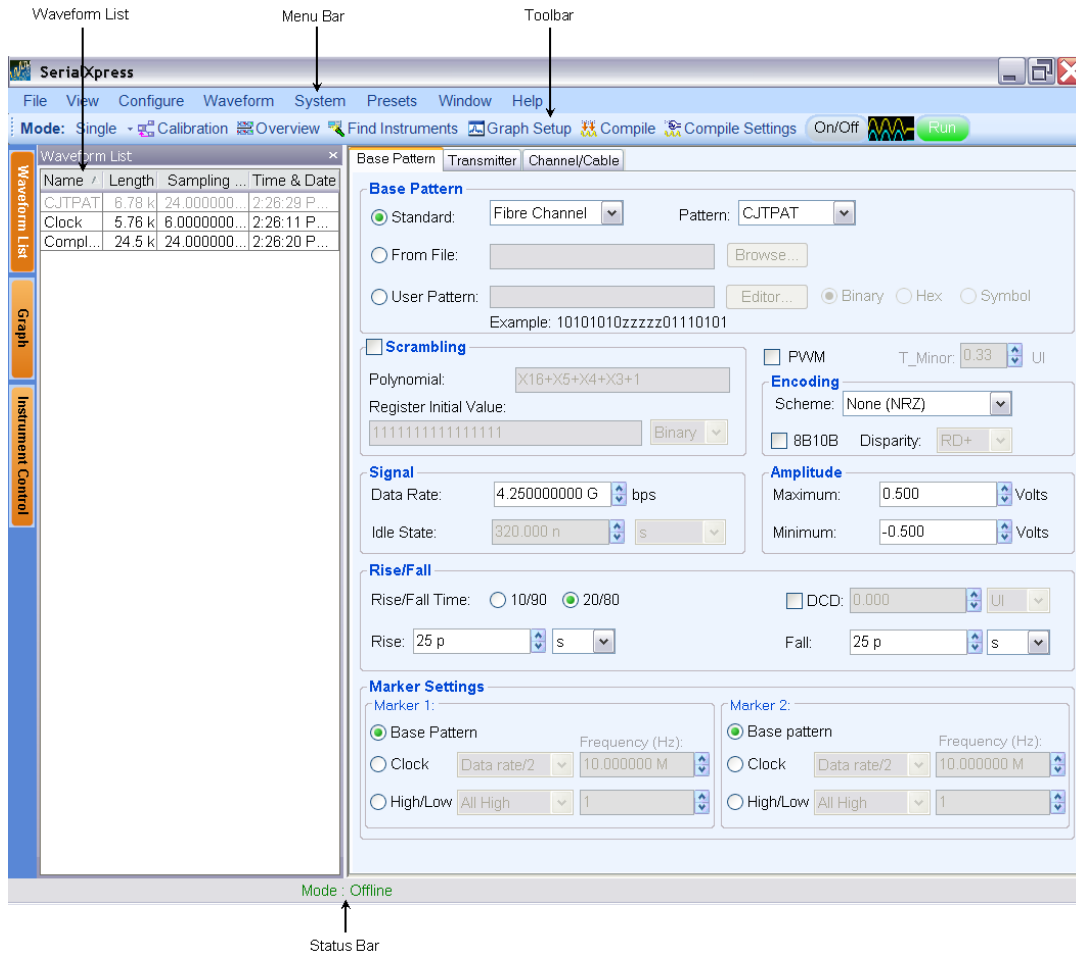 Waveform List Menu Bar Toolbar
SerialXpress
File View Configure Waveform System Presets Window Help
Mode: Single Calibration Overview Find Instruments Graph Setup Compile Compile Settings On/Off Run
Waveform List
Graph
Instrument Control
Waveform List ×
Name / Length Sampling ... Time & Date
CJTPAT 6.78 k 24.000000... 2:26:29 P...
Clock 5.76 k 6.0000000... 2:26:11 P...
Compl... 24.5 k 24.000000... 2:26:20 P...
Base Pattern Transmitter Channel/Cable
Base Pattern
Standard: Fibre Channel Pattern: CJTPAT
From File: Browse...
User Pattern: Editor... Binary Hex Symbol
Example: 10101010zzzzz01110101
Scrambling
Polynomial: X16+X5+X4+X3+1
Register Initial Value:
1111111111111111 Binary
PWM T_Minor: 0.33 UI
Encoding
Scheme: None (NRZ)
8B10B Disparity: RD+
Signal
Data Rate: 4.250000000 G bps
Idle State: 320.000 n s
Amplitude
Maximum: 0.500 Volts
Minimum: -0.500 Volts
Rise/Fall
Rise/Fall Time: 10/90 20/80 DCD: 0.000 UI
Rise: 25 p s Fall: 25 p s
Marker Settings
Marker 1:
Base Pattern
Frequency (Hz):
Clock Data rate/2 10.000000 M
High/Low All High 1
Marker 2:
Base pattern
Frequency (Hz):
Clock Data rate/2 10.000000 M
High/Low All High 1
Mode : Offline
Status Bar